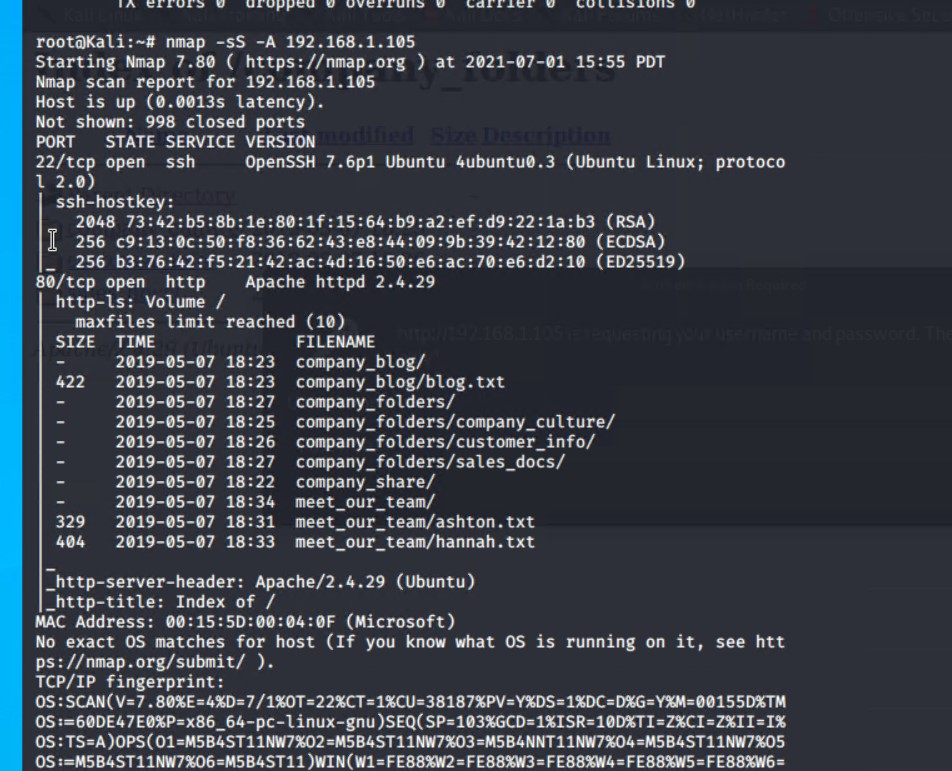 TX errors 0  dropped 0 overruns 0  carrier 0  collisions 0
root@Kali:~# nmap -sS -A 192.168.1.105
Starting Nmap 7.80 ( https://nmap.org ) at 2021-07-01 15:55 PDT
Nmap scan report for 192.168.1.105
Host is up (0.0013s latency).
Not shown: 998 closed ports
PORT   STATE SERVICE VERSION
22/tcp open  ssh     OpenSSH 7.6p1 Ubuntu 4ubuntu0.3 (Ubuntu Linux; protoco
l 2.0)
| ssh-hostkey:
|   2048 73:42:b5:8b:1e:80:1f:15:64:b9:a2:ef:d9:22:1a:b3 (RSA)
|   256 c9:13:0c:50:f8:36:62:43:e8:44:09:9b:39:42:12:80 (ECDSA)
|_  256 b3:76:42:f5:21:42:ac:4d:16:50:e6:ac:70:e6:d2:10 (ED25519)
80/tcp open  http    Apache httpd 2.4.29
| http-ls: Volume /
|   maxfiles limit reached (10)
| SIZE  TIME              FILENAME
| -     2019-05-07 18:23  company_blog/
| 422   2019-05-07 18:23  company_blog/blog.txt
| -     2019-05-07 18:27  company_folders/
| -     2019-05-07 18:25  company_folders/company_culture/
| -     2019-05-07 18:26  company_folders/customer_info/
| -     2019-05-07 18:27  company_folders/sales_docs/
| -     2019-05-07 18:22  company_share/
| -     2019-05-07 18:34  meet_our_team/
| 329   2019-05-07 18:31  meet_our_team/ashton.txt
| 404   2019-05-07 18:33  meet_our_team/hannah.txt
|_
|_http-server-header: Apache/2.4.29 (Ubuntu)
|_http-title: Index of /
MAC Address: 00:15:5D:00:04:0F (Microsoft)
No exact OS matches for host (If you know what OS is running on it, see htt
ps://nmap.org/submit/ ).
TCP/IP fingerprint:
OS:SCAN(V=7.80%E=4%D=7/1%OT=22%CT=1%CU=38187%PV=Y%DS=1%DC=D%G=Y%M=00155D%TM
OS:=60DE47E0%P=x86_64-pc-linux-gnu)SEQ(SP=103%GCD=1%ISR=10D%TI=Z%CI=Z%II=I%
OS:TS=A)OPS(O1=M5B4ST11NW7%O2=M5B4ST11NW7%O3=M5B4NNT11NW7%O4=M5B4ST11NW7%O5
OS:=M5B4ST11NW7%O6=M5B4ST11)WIN(W1=FE88%W2=FE88%W3=FE88%W4=FE88%W5=FE88%W6=
modified Size Description
http://192.168.1.105 is requesting your username and password. The